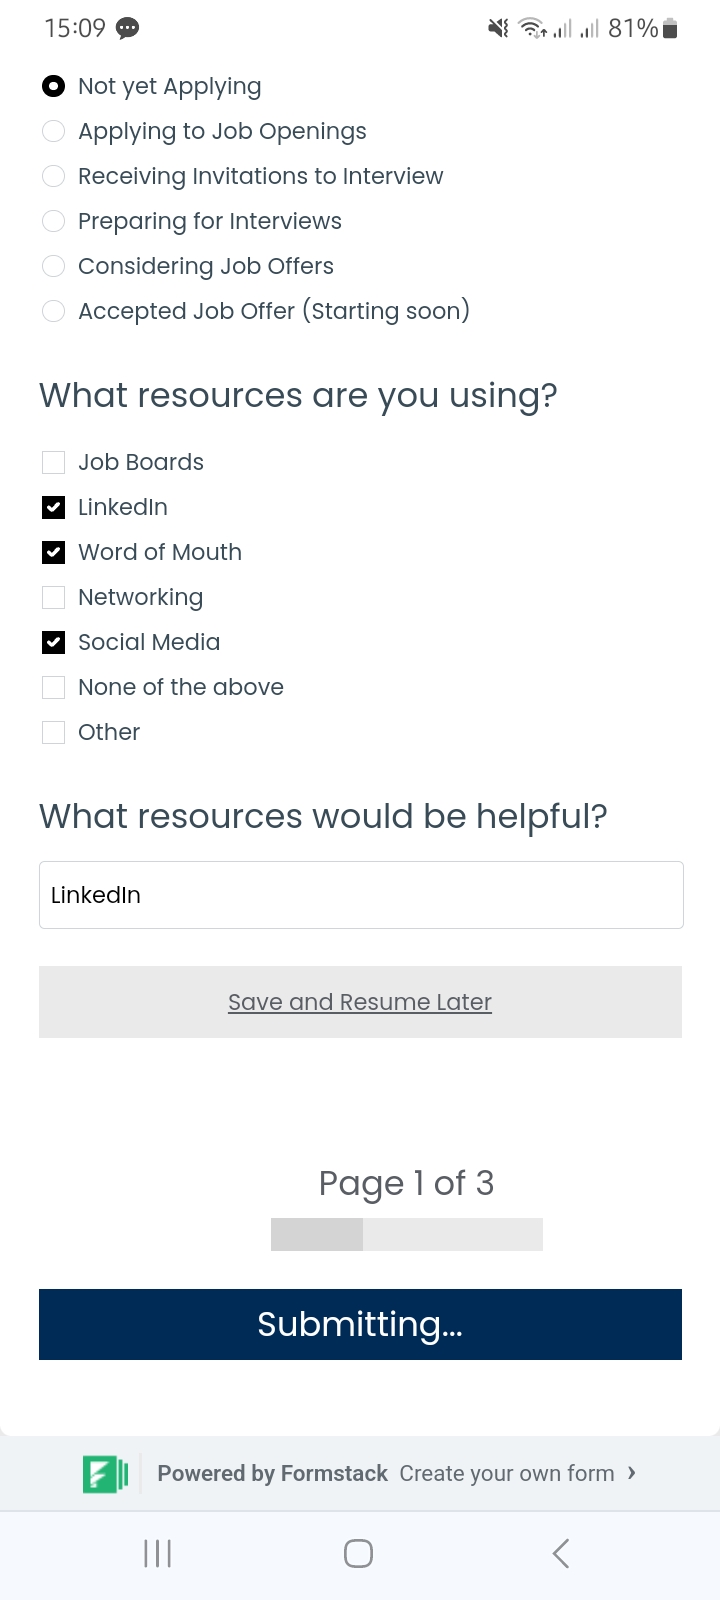 15:09
81%
Not yet Applying
Applying to Job Openings
Receiving Invitations to Interview
Preparing for Interviews
Considering Job Offers
Accepted Job Offer (Starting soon)
What resources are you using?
Job Boards
LinkedIn
Word of Mouth
Networking
Social Media
None of the above
Other
What resources would be helpful?
LinkedIn
Save and Resume Later
Page 1 of 3
Submitting...
Powered by Formstack Create your own form ›